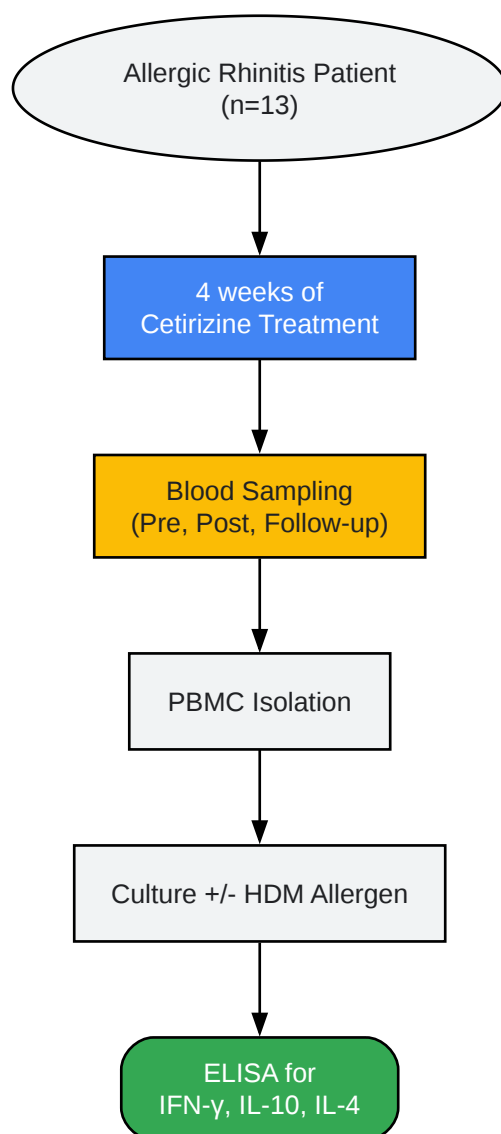 Allergic Rhinitis Patient
(n=13)
4 weeks of
Cetirizine Treatment
Blood Sampling
(Pre, Post, Follow-up)
PBMC Isolation
Culture +/- HDM Allergen
ELISA for
IFN-γ, IL-10, IL-4